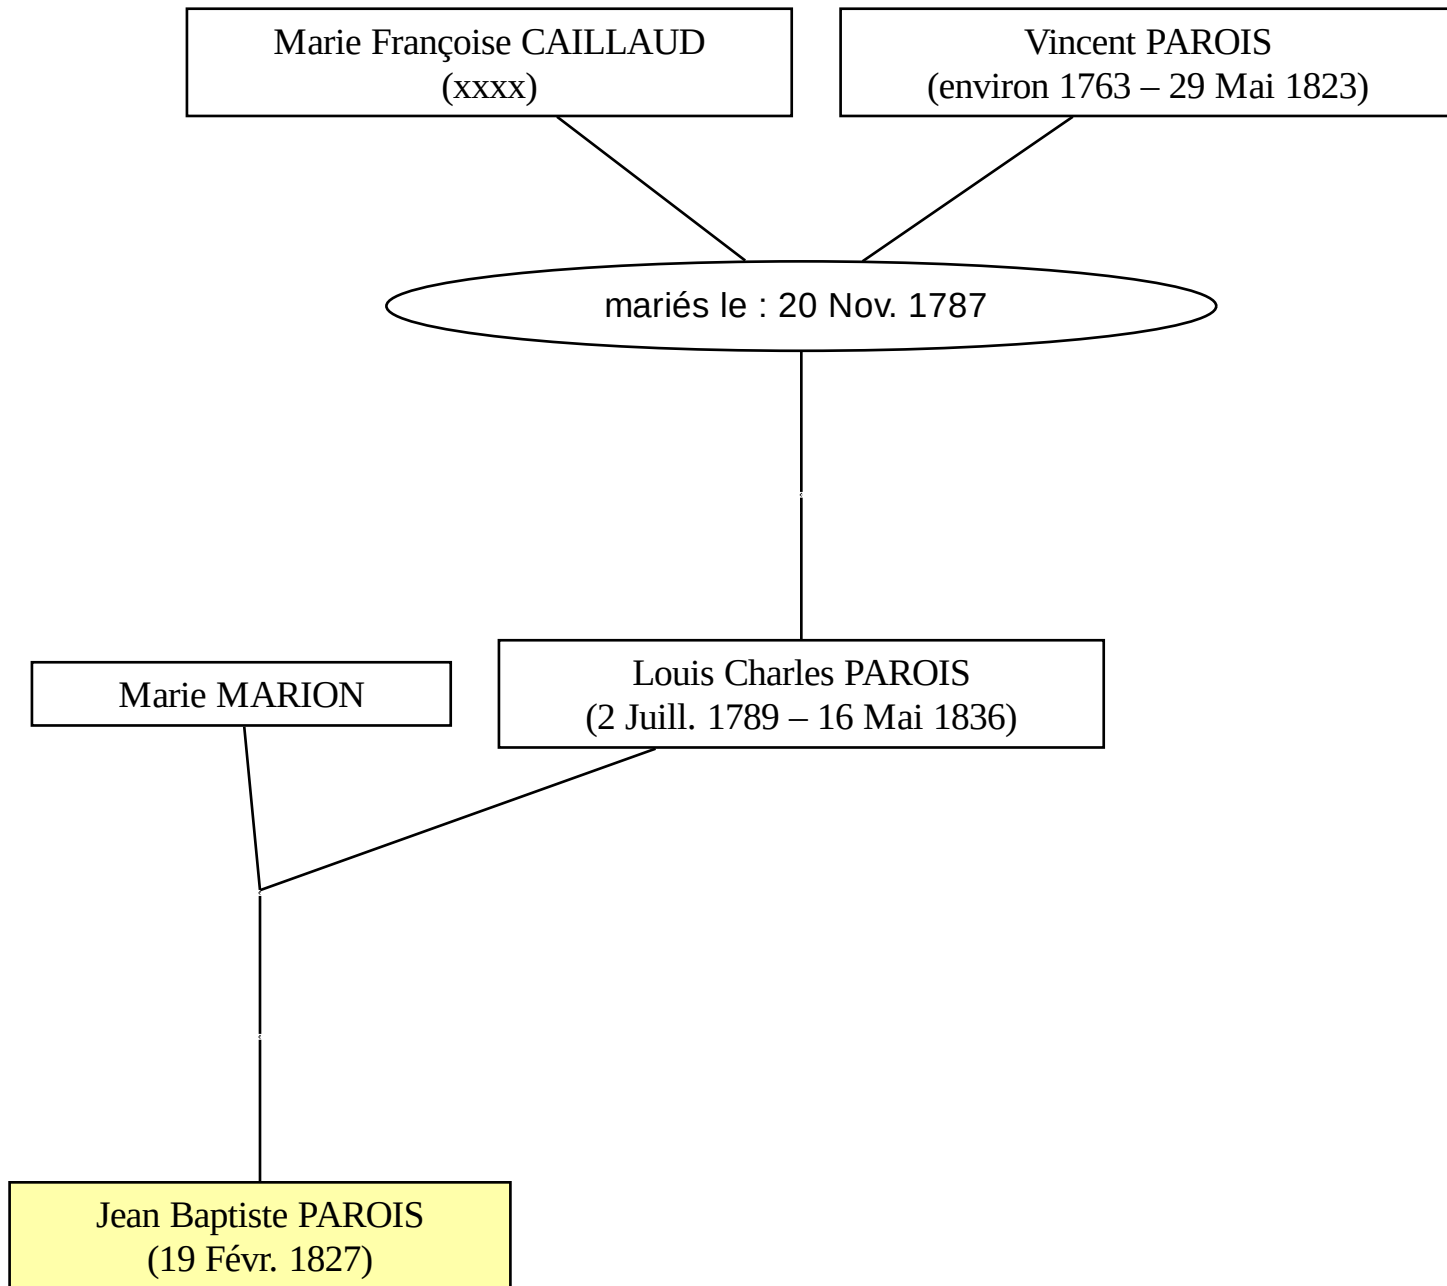 Marie Françoise CAILLAUD
(xxxx)
Vincent PAROIS
(environ 1763 – 29 Mai 1823)
mariés le : 20 Nov. 1787
Marie MARION
Louis Charles PAROIS
(2 Juill. 1789 – 16 Mai 1836)
Jean Baptiste PAROIS
(19 Févr. 1827)